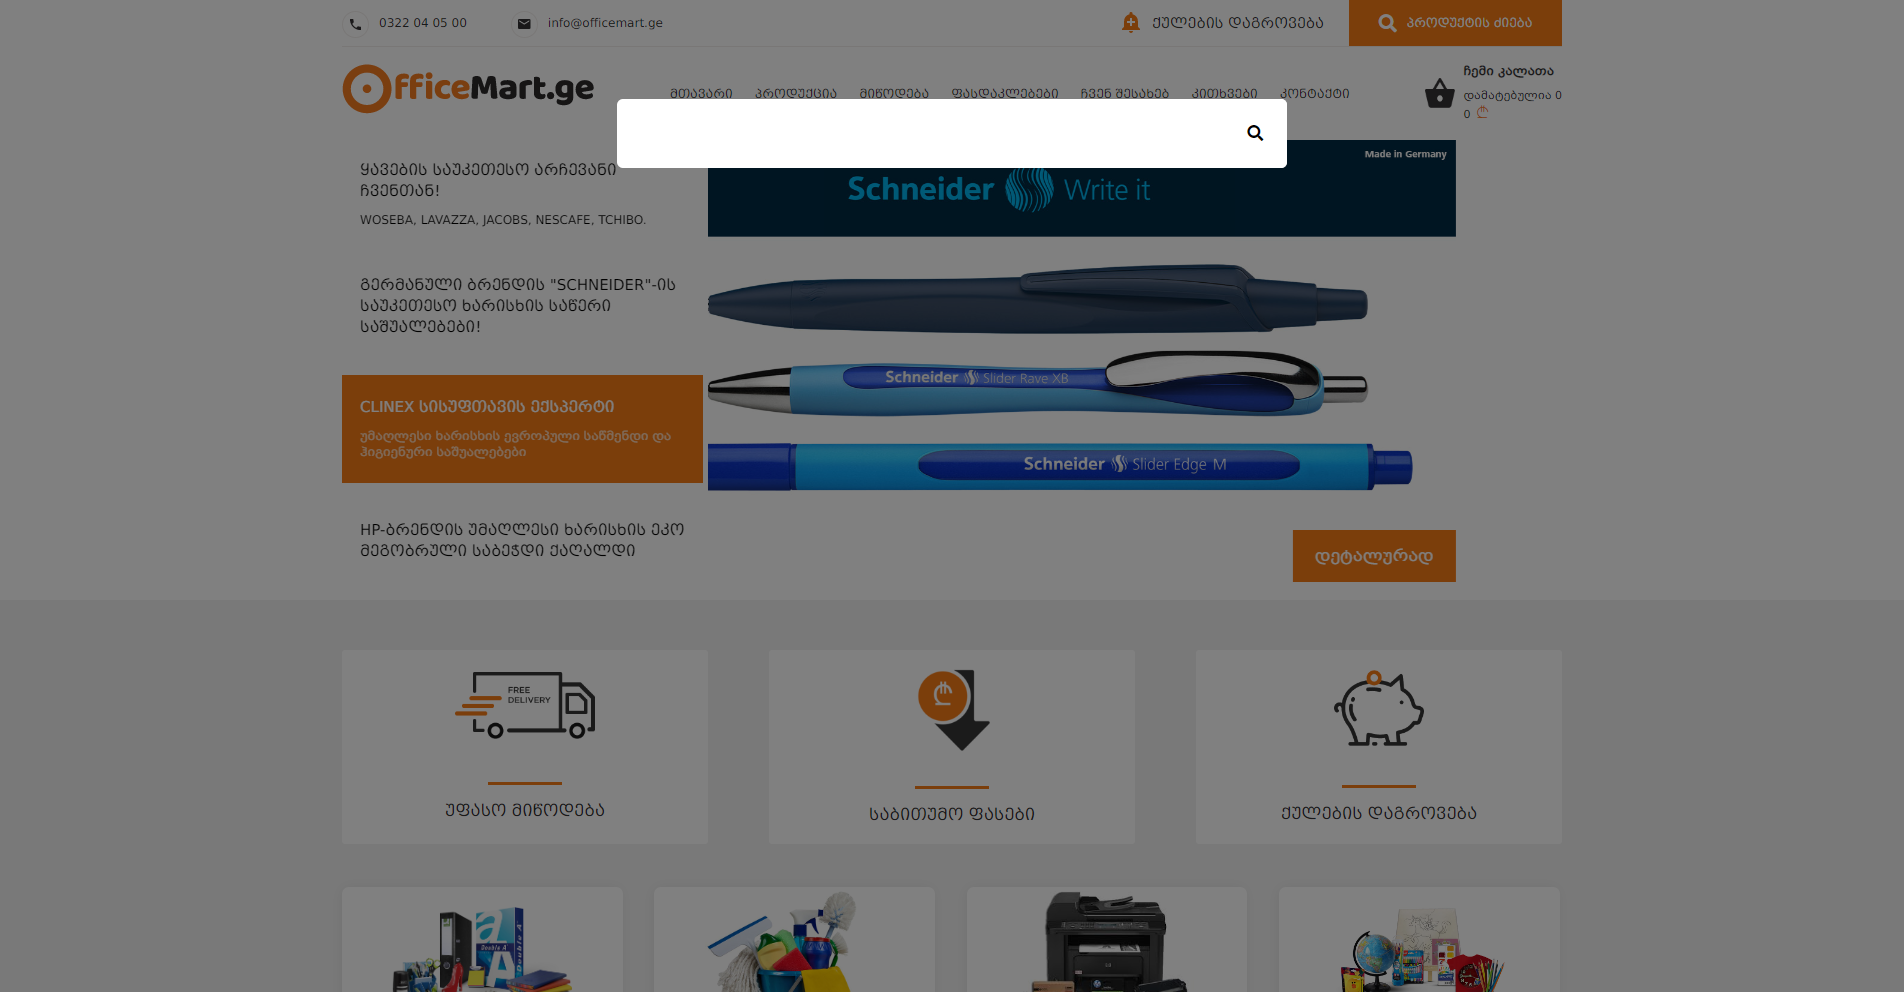 0322 04 05 00
info@officemart.ge
ქულების დაგროვება
პროდუქტის ძიება
OfficeMart.ge
მთავარი
პროდუქცია
მიწოდება
ფასდაკლებები
ჩვენ შესახებ
კითხვები
კონტაქტი
ჩემი კალათა
დამატებულია 0
0 ₾
ყავების საუკეთესო არჩევანი
ჩვენთან!
WOSEBA, LAVAZZA, JACOBS, NESCAFE, TCHIBO.
გერმანული ბრენდის "SCHNEIDER"-ის
საუკეთესო ხარისხის საწერი
საშუალებები!
CLINEX სისუფთავის ექსპერტი
უმაღლესი ხარისხის ევროპული საწმენდი და
ჰიგიენური საშუალებები
HP-ბრენდის უმაღლესი ხარისხის ეკო
მეგობრული საბეჭდი ქაღალდი
Made in Germany
Schneider Write it
Schneider Slider Rave XB
Schneider Slider Edge M
დეტალურად
FREE
DELIVERY
უფასო მიწოდება
₾
საბითუმო ფასები
ქულების დაგროვება
Double A